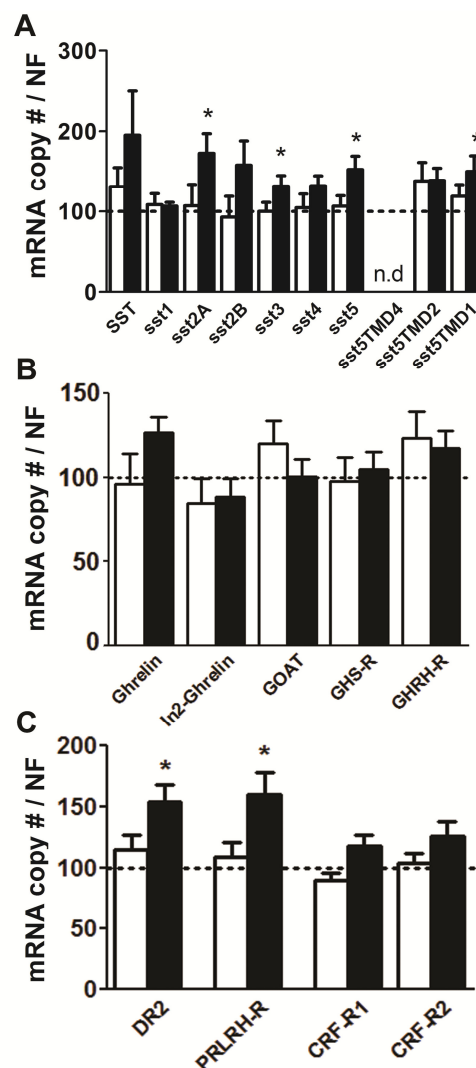 A
mRNA copy # / NF
300
200
100
0
*
*
*
*
n.d
SST
sst1
sst2A
sst2B
sst3
sst4
sst5
sst5TMD4
sst5TMD2
sst5TMD1
B
mRNA copy # / NF
150
100
50
0
Ghrelin
In2-Ghrelin
GOAT
GHS-R
GHRH-R
C
mRNA copy # / NF
200
150
100
50
0
*
*
DR2
PRLRH-R
CRF-R1
CRF-R2